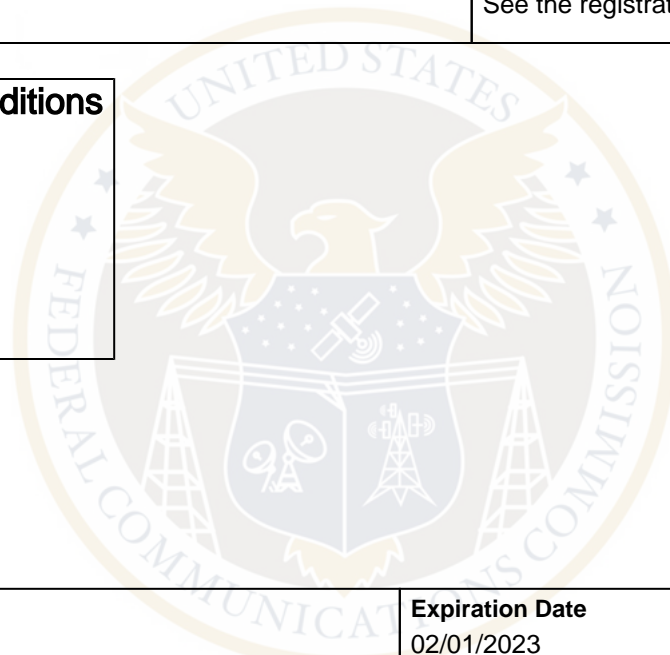 See the registrat
ditions
UNITED STATES
FEDERAL COMMUNICATIONS COMMISSION
Expiration Date
02/01/2023